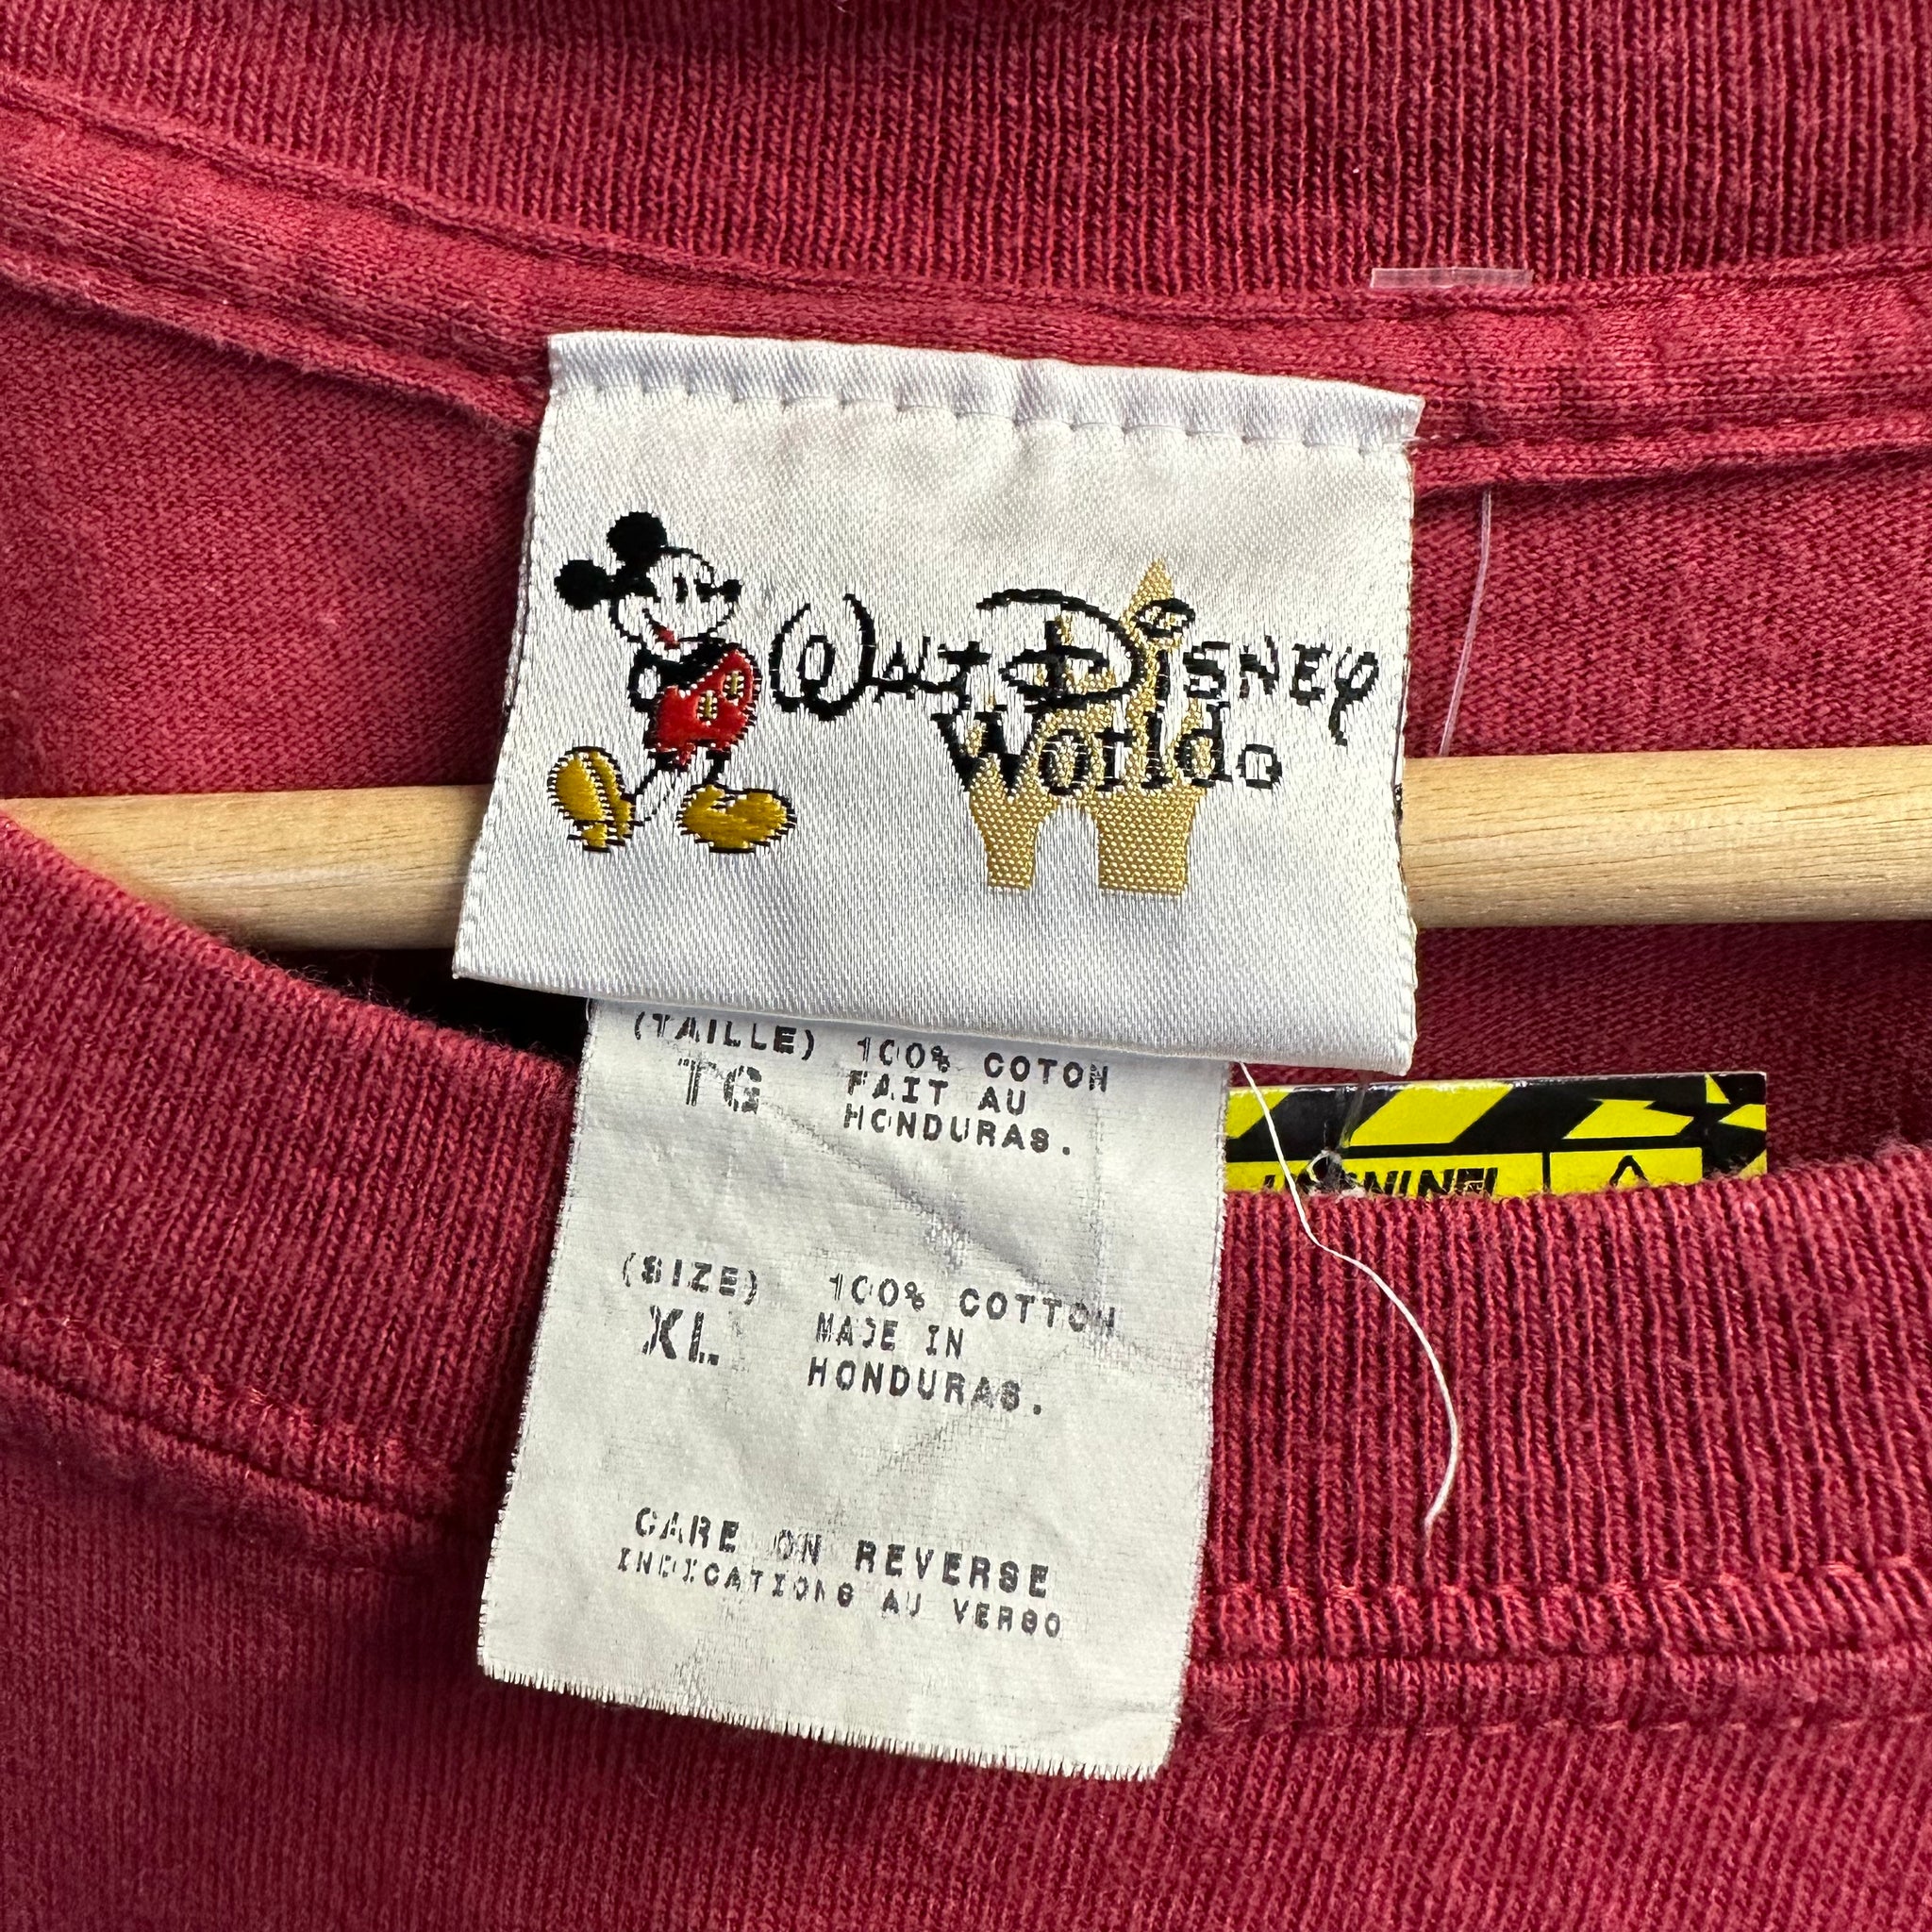 Walt Disney
World®
(TAILLE) 100% COTON
TG FAIT AU
HONDURAS.
(SIZE) 100% COTTON
XL MADE IN
HONDURAS.
CARE ON REVERSE
INDICATIONS AU VERSO